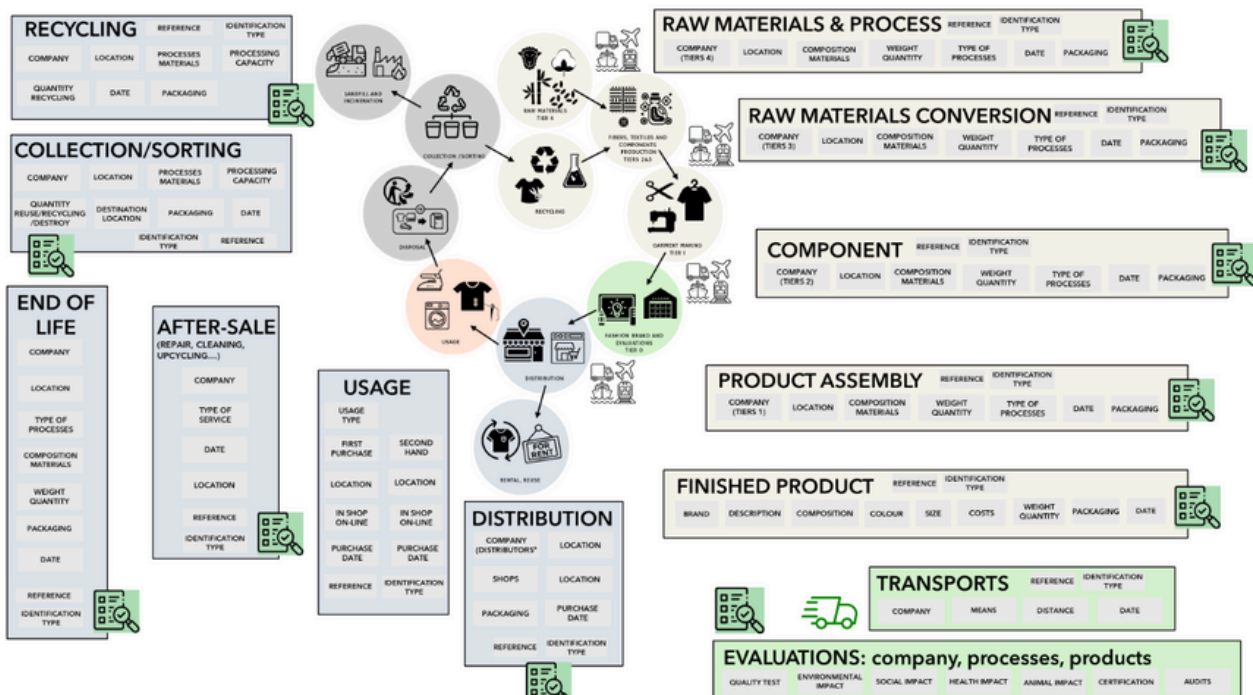 RECYCLING
REFERENCE
IDENTIFICATION
TYPE
COMPANY
LOCATION
PROCESSES
MATERIALS
PROCESSING
CAPACITY
QUANTITY
RECYCLING
DATE
PACKAGING
COLLECTION/SORTING
COMPANY
LOCATION
PROCESSES
MATERIALS
PROCESSING
CAPACITY
QUANTITY
REUSE/RECYCLING
/DESTROY
DESTINATION
LOCATION
PACKAGING
DATE
IDENTIFICATION
TYPE
REFERENCE
END OF
LIFE
COMPANY
LOCATION
TYPE OF
PROCESSES
COMPOSITION
MATERIALS
WEIGHT
QUANTITY
PACKAGING
DATE
REFERENCE
IDENTIFICATION
TYPE
AFTER-SALE
(REPAIR, CLEANING,
UPCYCLING....)
COMPANY
TYPE OF
SERVICE
DATE
LOCATION
REFERENCE
IDENTIFICATION
TYPE
USAGE
USAGE
TYPE
FIRST
PURCHASE
SECOND
HAND
LOCATION
LOCATION
IN SHOP
ON-LINE
IN SHOP
ON-LINE
PURCHASE
DATE
PURCHASE
DATE
REFERENCE
IDENTIFICATION
TYPE
DISTRIBUTION
COMPANY
(DISTRIBUTORS*
LOCATION
SHOPS
LOCATION
PACKAGING
PURCHASE
DATE
REFERENCE
IDENTIFICATION
TYPE
LANDFILL AND
INCINERATION
COLLECTION /SORTING
DISPOSAL
USAGE
DISTRIBUTION
FOR
RENT
RENTAL, REUSE
RAW MATERIALS
TIER 4
FIBERS, TEXTILES AND
COMPONENTS
PRODUCTION
TIERS 2&3
RECYCLING
GARMENT MAKING
TIER 1
FASHION BRAND AND
EVALUATIONS
TIER 0
RAW MATERIALS & PROCESS
REFERENCE
IDENTIFICATION
TYPE
COMPANY
(TIERS 4)
LOCATION
COMPOSITION
MATERIALS
WEIGHT
QUANTITY
TYPE OF
PROCESSES
DATE
PACKAGING
RAW MATERIALS CONVERSION
REFERENCE
IDENTIFICATION
TYPE
COMPANY
(TIERS 3)
LOCATION
COMPOSITION
MATERIALS
WEIGHT
QUANTITY
TYPE OF
PROCESSES
DATE
PACKAGING
COMPONENT
REFERENCE
IDENTIFICATION
TYPE
COMPANY
(TIERS 2)
LOCATION
COMPOSITION
MATERIALS
WEIGHT
QUANTITY
TYPE OF
PROCESSES
DATE
PACKAGING
PRODUCT ASSEMBLY
REFERENCE
IDENTIFICATION
TYPE
COMPANY
(TIERS 1)
LOCATION
COMPOSITION
MATERIALS
WEIGHT
QUANTITY
TYPE OF
PROCESSES
DATE
PACKAGING
FINISHED PRODUCT
REFERENCE
IDENTIFICATION
TYPE
BRAND
DESCRIPTION
COMPOSITION
COLOUR
SIZE
COSTS
WEIGHT
QUANTITY
PACKAGING
DATE
TRANSPORTS
REFERENCE
IDENTIFICATION
TYPE
COMPANY
MEANS
DISTANCE
DATE
EVALUATIONS: company, processes, products
QUALITY TEST
ENVIRONMENTAL
IMPACT
SOCIAL IMPACT
HEALTH IMPACT
ANIMAL IMPACT
CERTIFICATION
AUDITS